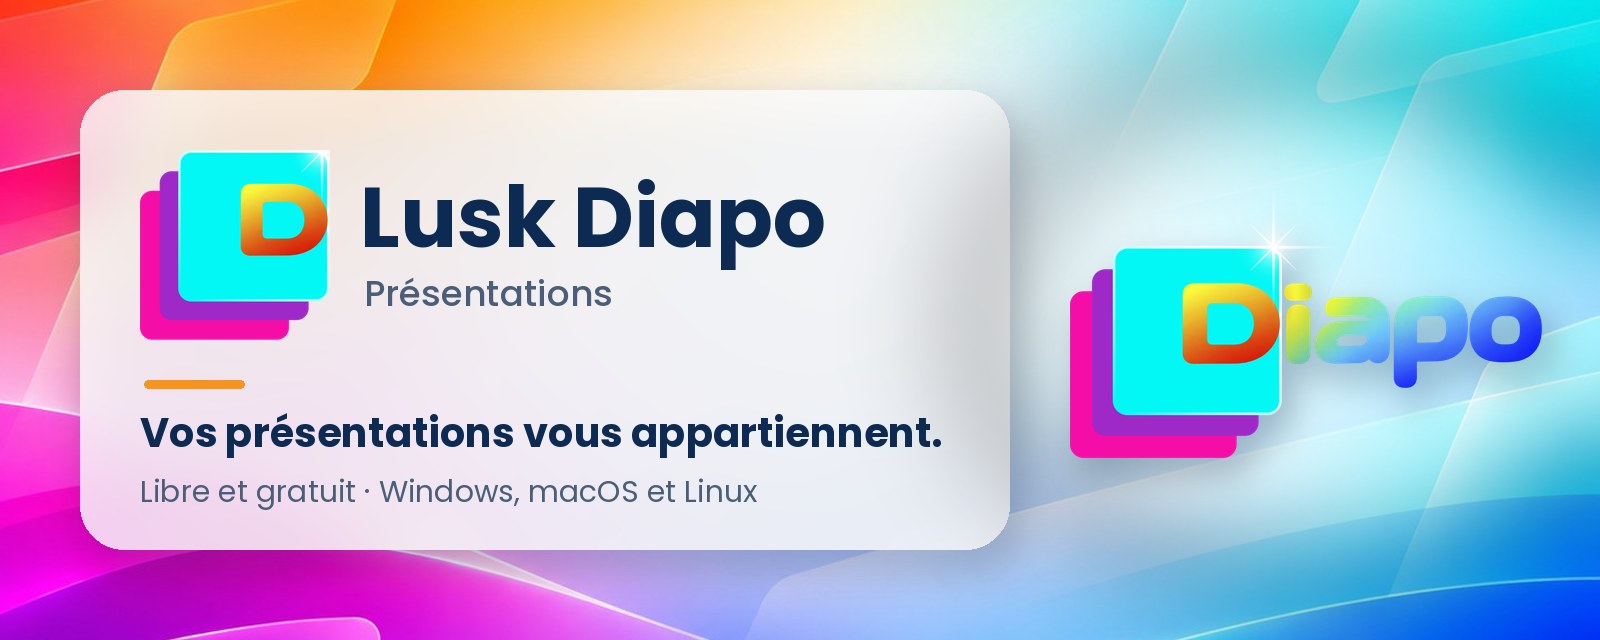 D
Lusk Diapo
Présentations
Vos présentations vous appartiennent.
Libre et gratuit · Windows, macOS et Linux
Diapo